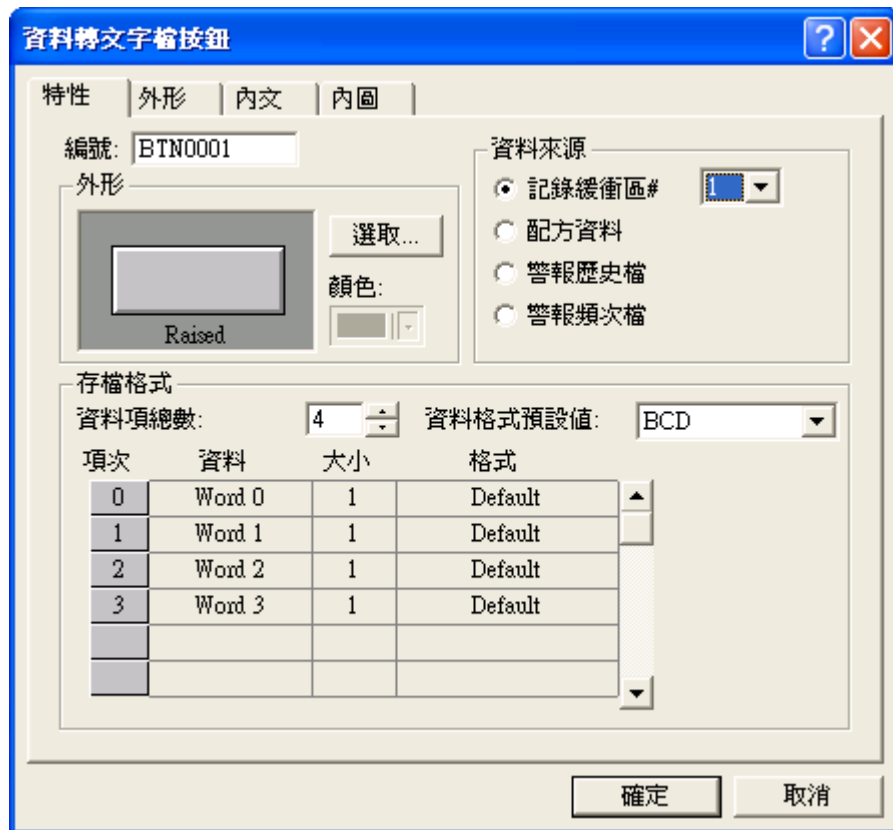 資料轉文字檔按鈕
特性 外形 內文 內圖
編號: BTN0001
外形
Raised
選取...
顏色:
資料來源
記錄緩衝區# 1
配方資料
警報歷史檔
警報頻次檔
存檔格式
資料項總數: 4 資料格式預設值: BCD
項次 資料 大小 格式
0 Word 0 1 Default
1 Word 1 1 Default
2 Word 2 1 Default
3 Word 3 1 Default
確定 取消